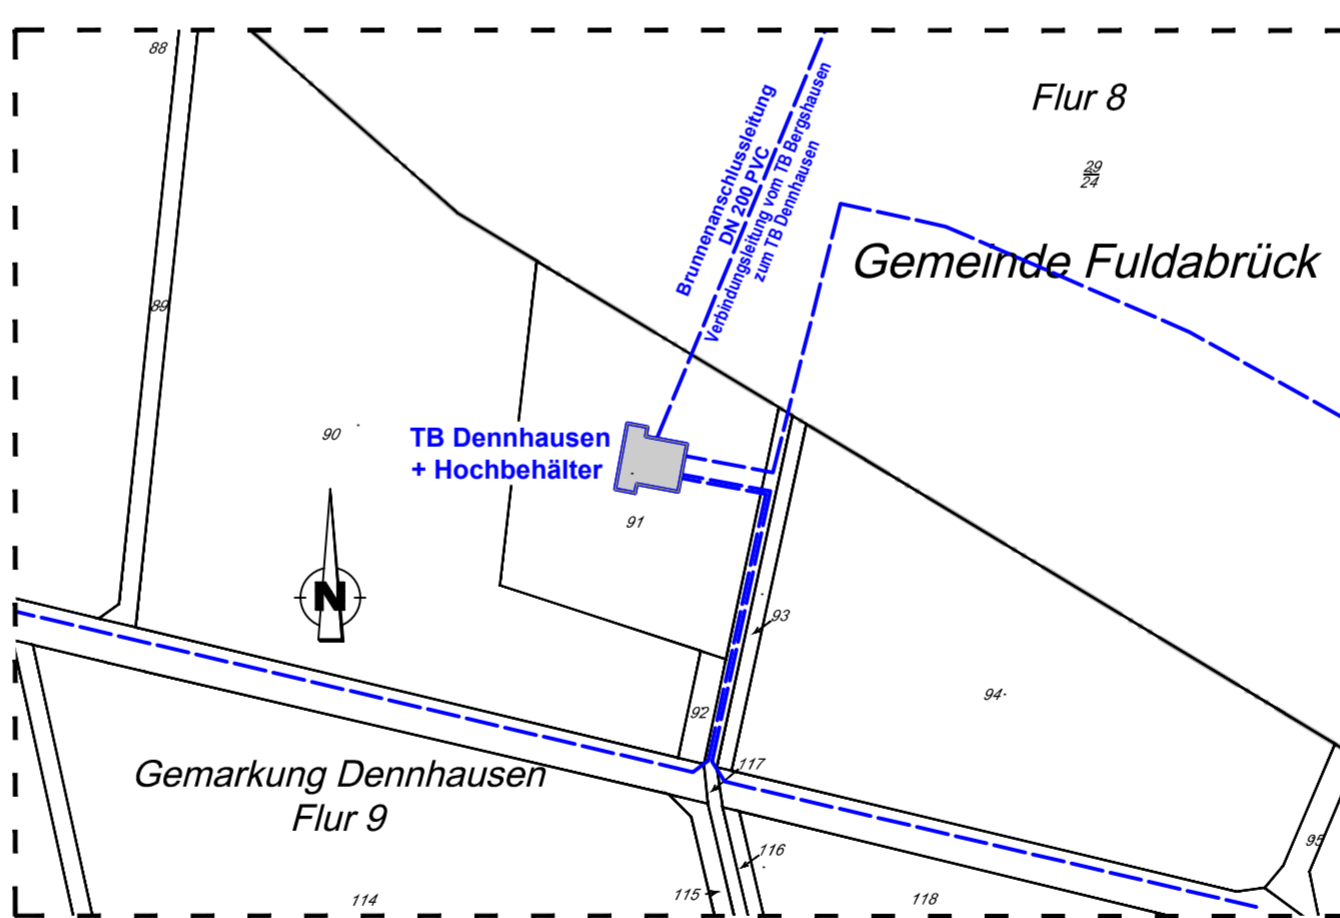 88
Flur 8
29
24
Brunnenanschlussleitung
DN 200 PVC
Verbindungsleitung vom TB Bergshausen
zum TB Dennhausen
Gemeinde Fuldabrück
89
90
TB Dennhausen
+ Hochbehälter
91
N
93
94
92
117
Gemarkung Dennhausen
Flur 9
116
95
115
114
118